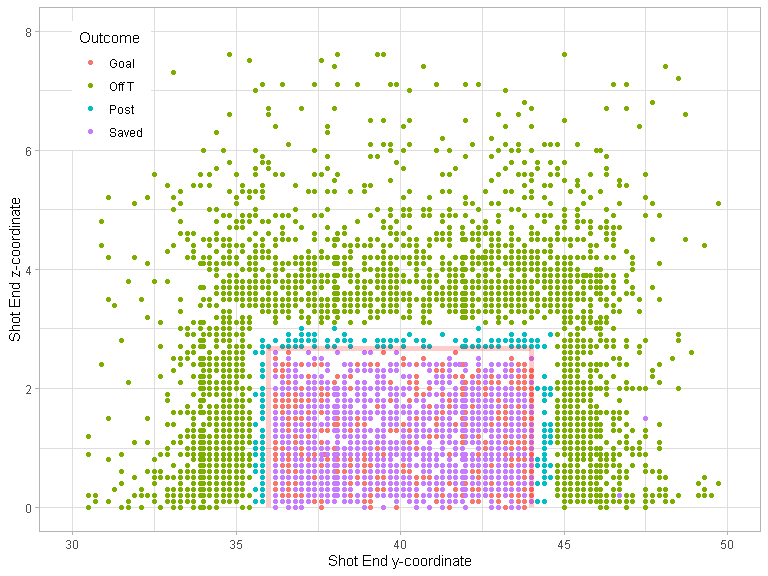 Outcome
Goal
Off T
Post
Saved
8
6
4
2
0
Shot End z-coordinate
30 35 40 45 50
Shot End y-coordinate